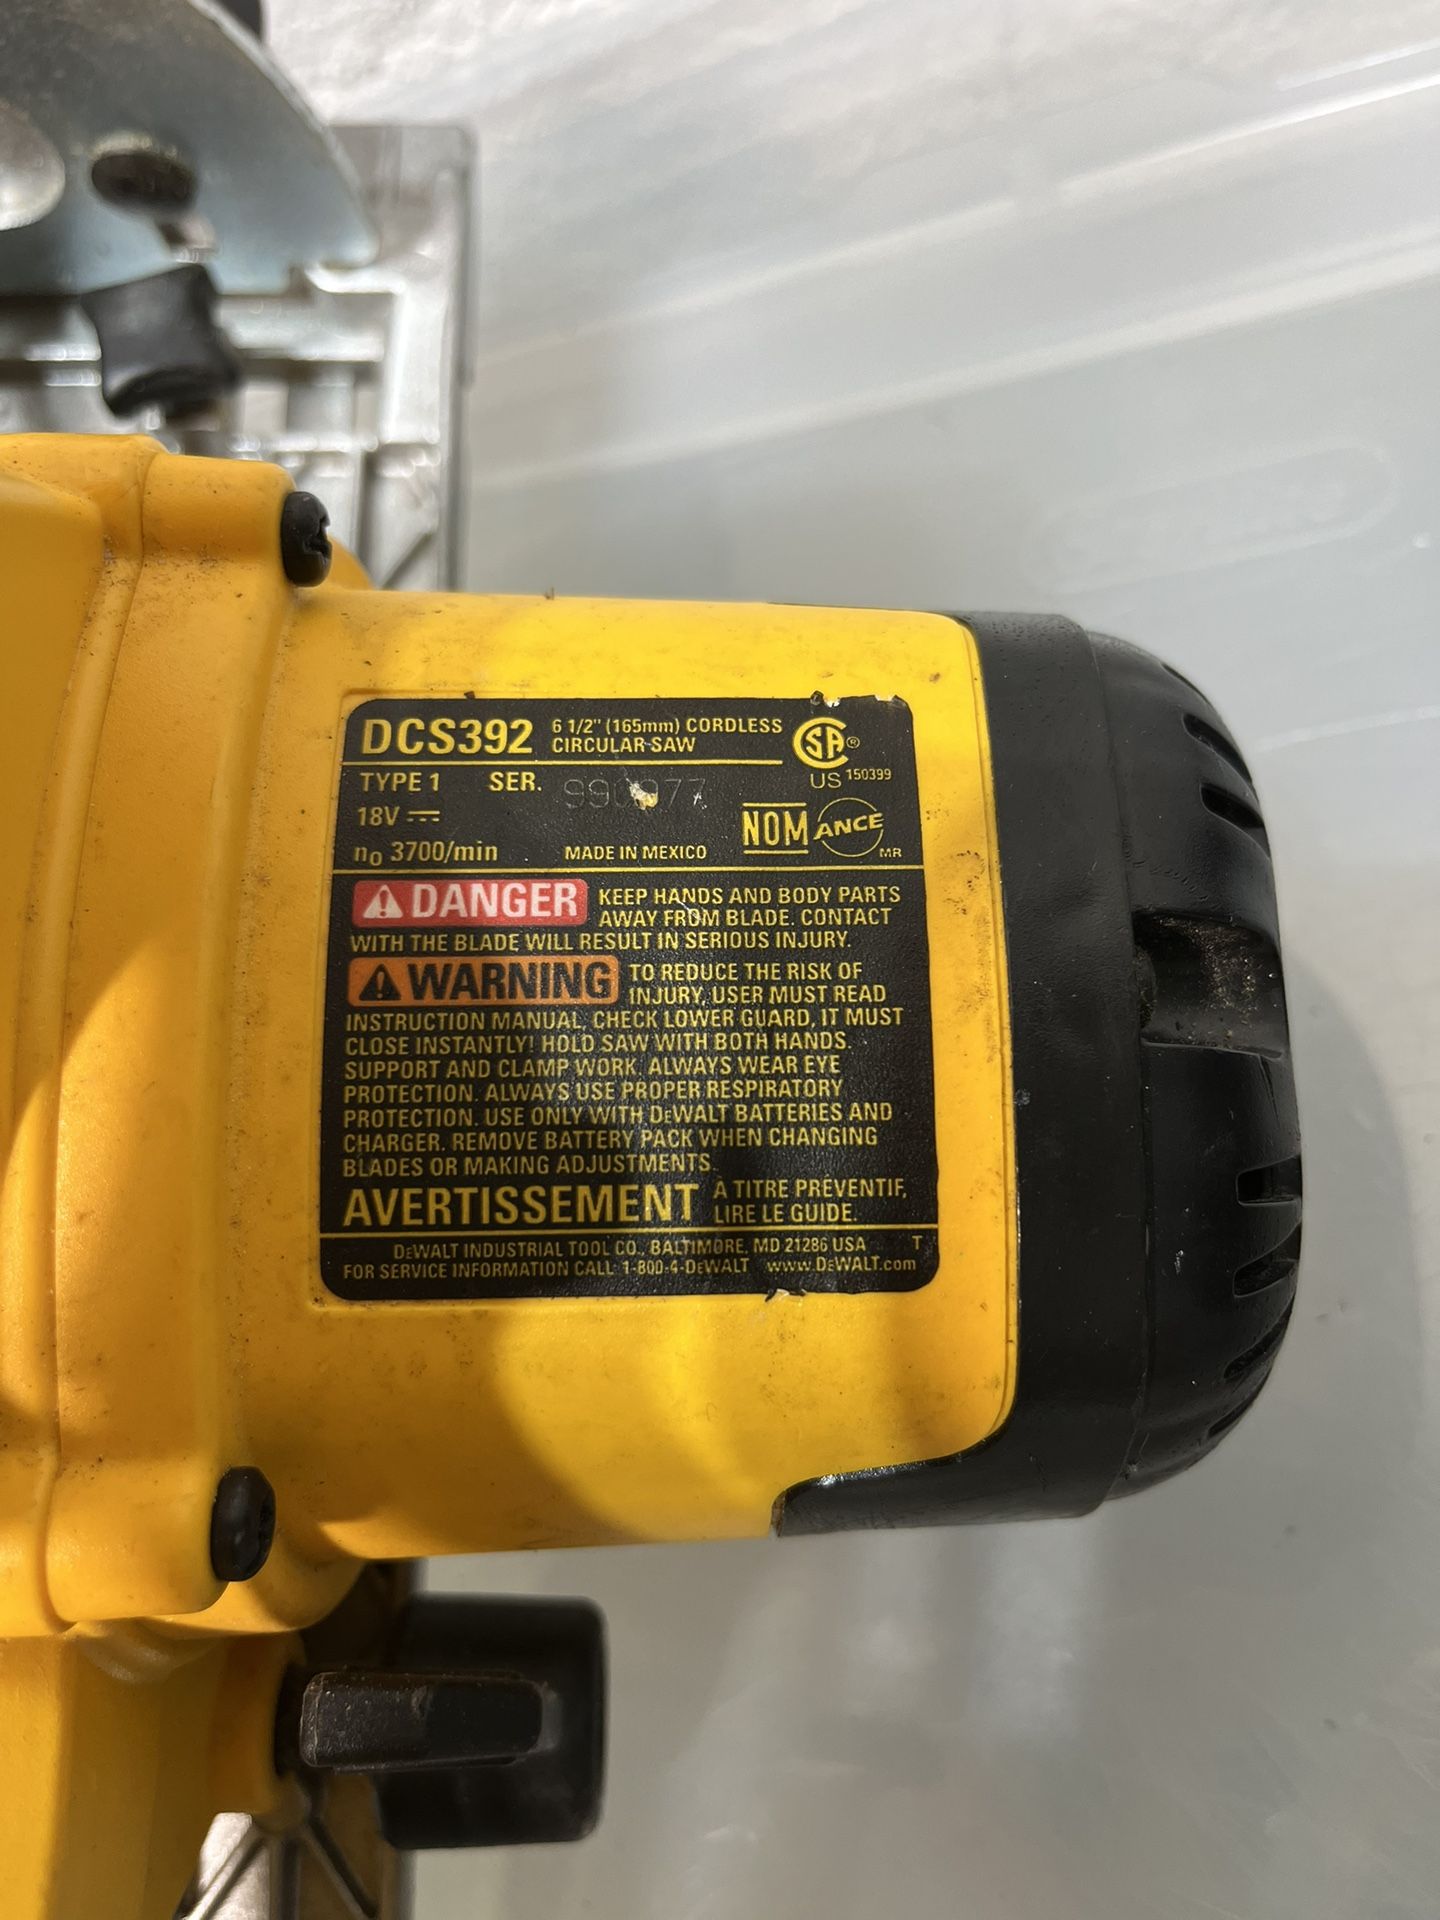 DCS392 6 1/2" (165mm) CORDLESS
CIRCULAR SAW
SA®
US 150399
TYPE 1 SER.
18V ⎓
n₀ 3700/min MADE IN MEXICO
NOM ANCE MR
DANGER KEEP HANDS AND BODY PARTS
AWAY FROM BLADE. CONTACT
WITH THE BLADE WILL RESULT IN SERIOUS INJURY.
WARNING TO REDUCE THE RISK OF
INJURY, USER MUST READ
INSTRUCTION MANUAL, CHECK LOWER GUARD, IT MUST
CLOSE INSTANTLY! HOLD SAW WITH BOTH HANDS.
SUPPORT AND CLAMP WORK. ALWAYS WEAR EYE
PROTECTION. ALWAYS USE PROPER RESPIRATORY
PROTECTION. USE ONLY WITH DEWALT BATTERIES AND
CHARGER. REMOVE BATTERY PACK WHEN CHANGING
BLADES OR MAKING ADJUSTMENTS.
AVERTISSEMENT À TITRE PRÉVENTIF,
LIRE LE GUIDE.
DEWALT INDUSTRIAL TOOL CO., BALTIMORE, MD 21286 USA T
FOR SERVICE INFORMATION CALL 1-800-4-DEWALT www.DEWALT.com